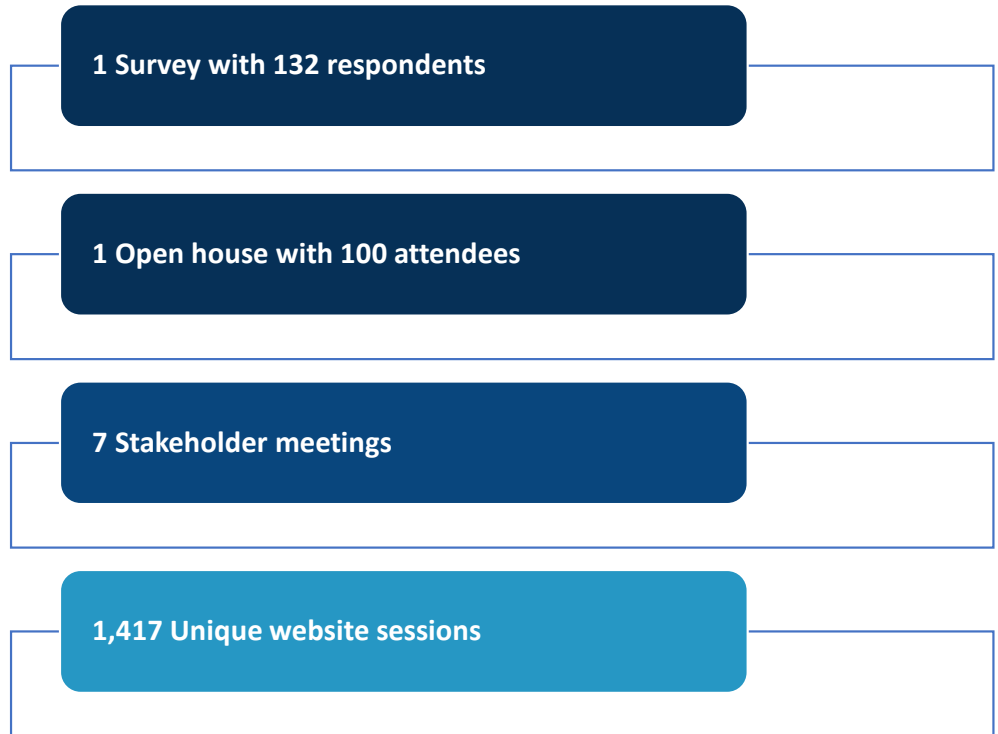 1 Survey with 132 respondents
1 Open house with 100 attendees
7 Stakeholder meetings
1,417 Unique website sessions